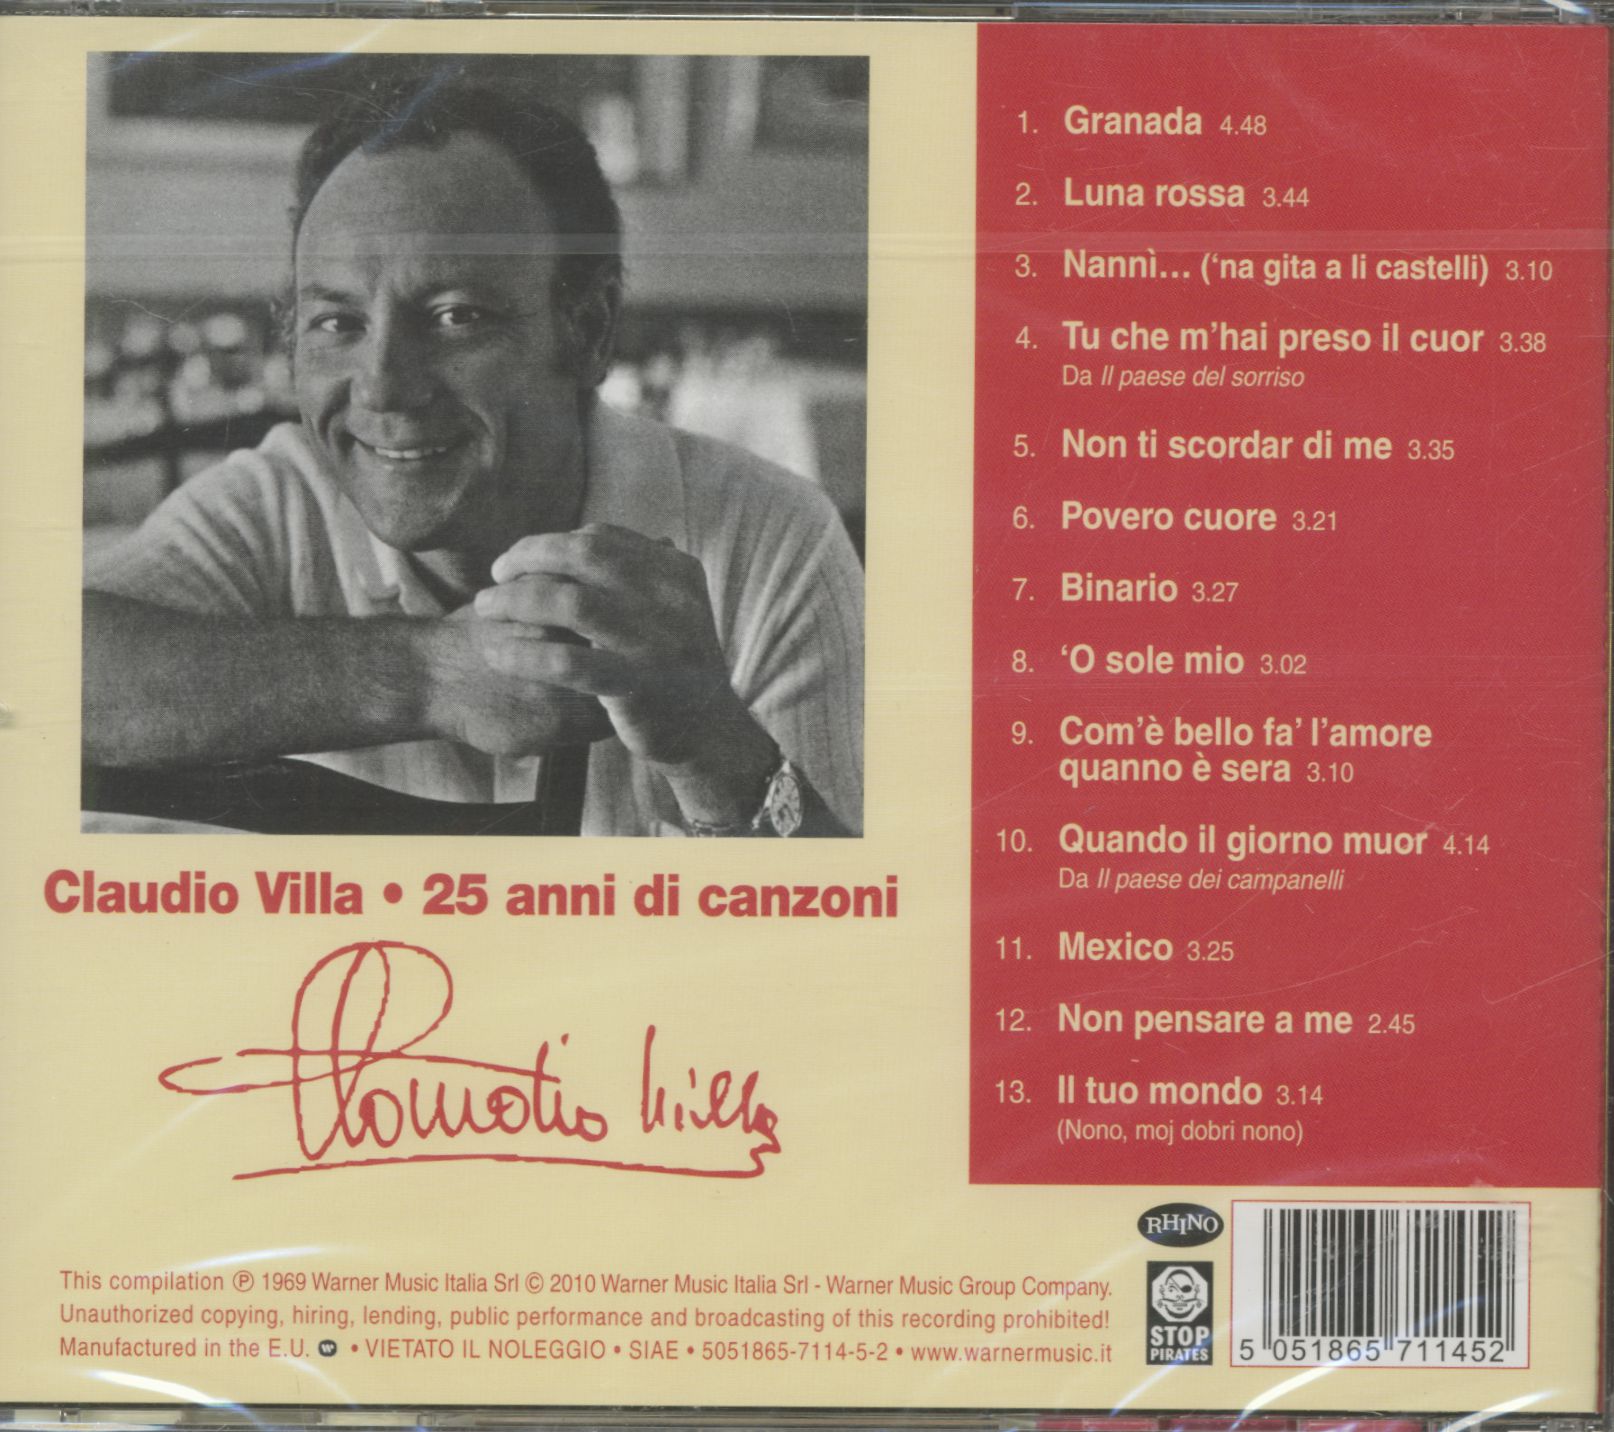 1. Granada 4.48
2. Luna rossa 3.44
3. Nannì... (‘na gita a li castelli) 3.10
4. Tu che m’hai preso il cuor 3.38
Da Il paese del sorriso
5. Non ti scordar di me 3.35
6. Povero cuore 3.21
7. Binario 3.27
8. ‘O sole mio 3.02
9. Com’è bello fa’ l’amore
quanno è sera 3.10
10. Quando il giorno muor 4.14
Da Il paese dei campanelli
11. Mexico 3.25
12. Non pensare a me 2.45
13. Il tuo mondo 3.14
(Nono, moj dobri nono)
Claudio Villa • 25 anni di canzoni
Claudio Villa
This compilation ℗ 1969 Warner Music Italia Srl © 2010 Warner Music Italia Srl - Warner Music Group Company.
Unauthorized copying, hiring, lending, public performance and broadcasting of this recording prohibited!
Manufactured in the E.U. • VIETATO IL NOLEGGIO • SIAE • 5051865-7114-5-2 • www.warnermusic.it
RHINO
STOP
PIRATES
5 051865 711452